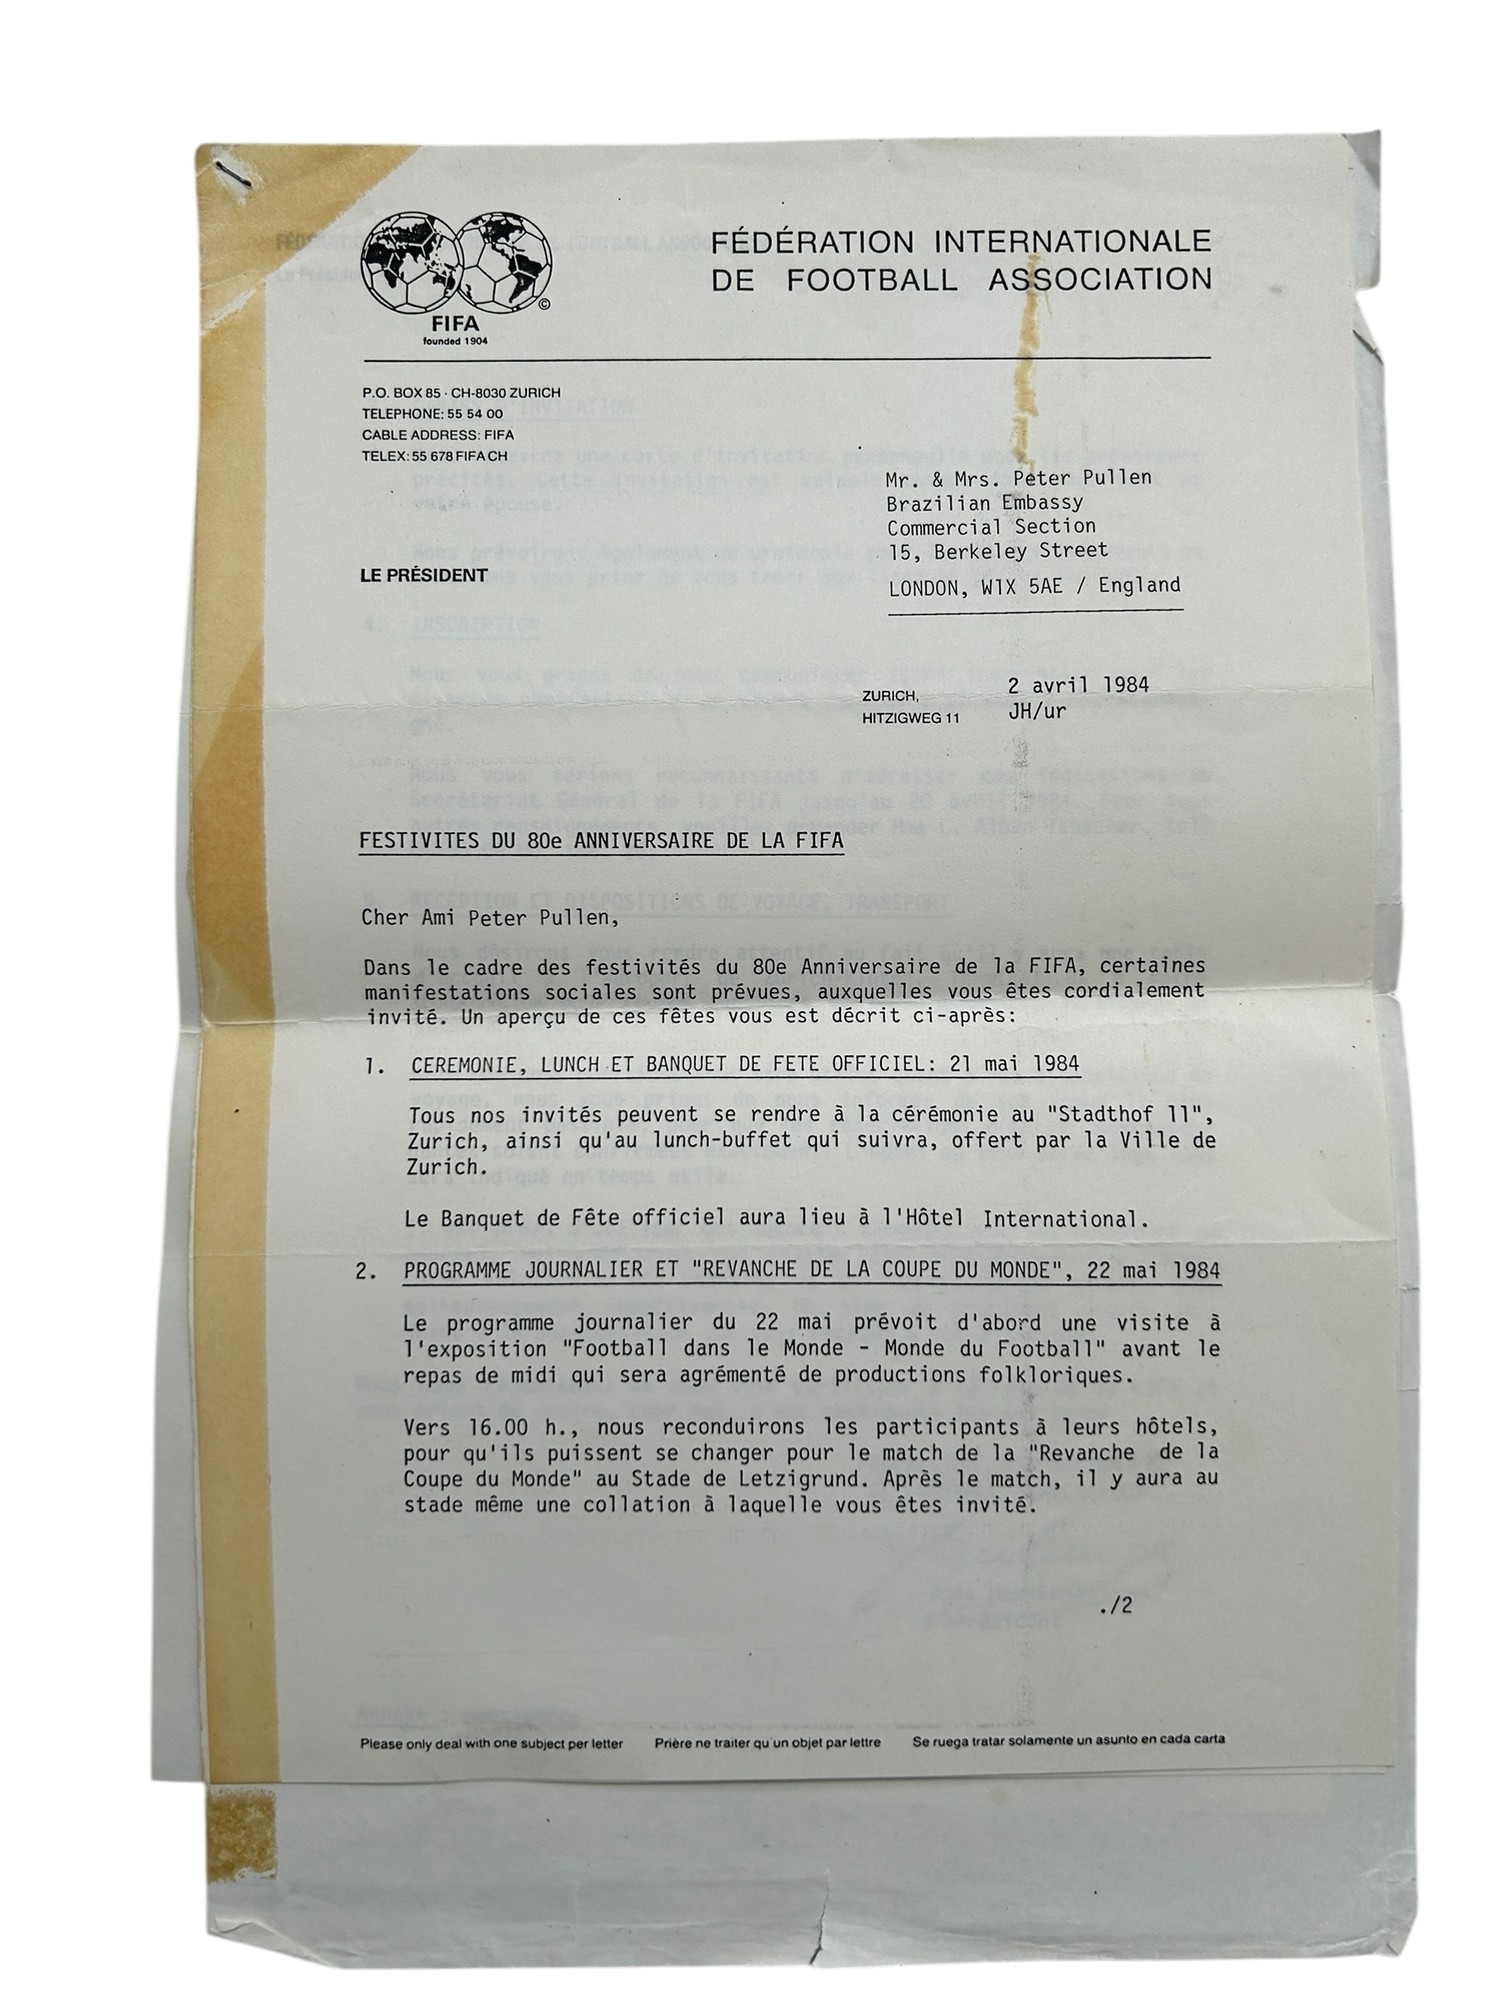 FÉDÉRATION INTERNATIONALE
DE FOOTBALL ASSOCIATION
©
FIFA
founded 1904
P.O. BOX 85 · CH-8030 ZURICH
TELEPHONE: 55 54 00
CABLE ADDRESS: FIFA
TELEX: 55 678 FIFA CH
Mr. & Mrs. Peter Pullen
Brazilian Embassy
Commercial Section
15, Berkeley Street
LONDON, W1X 5AE / England
LE PRÉSIDENT
ZURICH, 2 avril 1984
HITZIGWEG 11 JH/ur
FESTIVITES DU 80e ANNIVERSAIRE DE LA FIFA
Cher Ami Peter Pullen,
Dans le cadre des festivités du 80e Anniversaire de la FIFA, certaines
manifestations sociales sont prévues, auxquelles vous êtes cordialement
invité. Un aperçu de ces fêtes vous est décrit ci-après:
1. CEREMONIE, LUNCH ET BANQUET DE FETE OFFICIEL: 21 mai 1984
Tous nos invités peuvent se rendre à la cérémonie au "Stadthof 11",
Zurich, ainsi qu'au lunch-buffet qui suivra, offert par la Ville de
Zurich.
Le Banquet de Fête officiel aura lieu à l'Hôtel International.
2. PROGRAMME JOURNALIER ET "REVANCHE DE LA COUPE DU MONDE", 22 mai 1984
Le programme journalier du 22 mai prévoit d'abord une visite à
l'exposition "Football dans le Monde - Monde du Football" avant le
repas de midi qui sera agrémenté de productions folkloriques.
Vers 16.00 h., nous reconduirons les participants à leurs hôtels,
pour qu'ils puissent se changer pour le match de la "Revanche de la
Coupe du Monde" au Stade de Letzigrund. Après le match, il y aura au
stade même une collation à laquelle vous êtes invité.
./2
Please only deal with one subject per letter Prière ne traiter qu'un objet par lettre Se ruega tratar solamente un asunto en cada carta